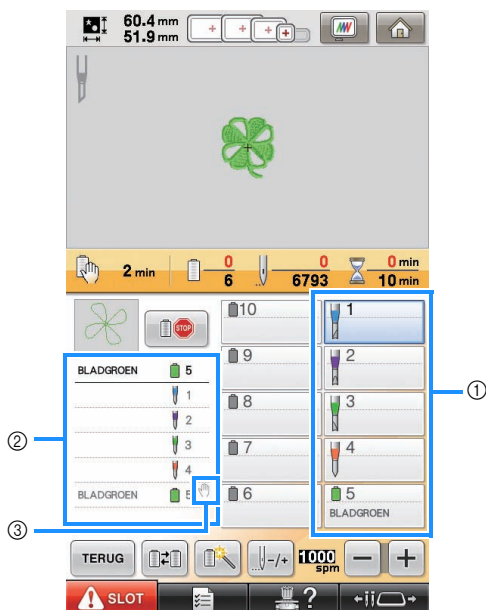 60.4 mm
51.9 mm
2 min
0
6
0
6793
0 min
10 min
STOP
BLADGROEN 5
1
2
3
4
BLADGROEN 5
10
9
8
7
6
1
2
3
4
5
BLADGROEN
①
②
③
TERUG
-/+
1000
spm
− +
SLOT
?